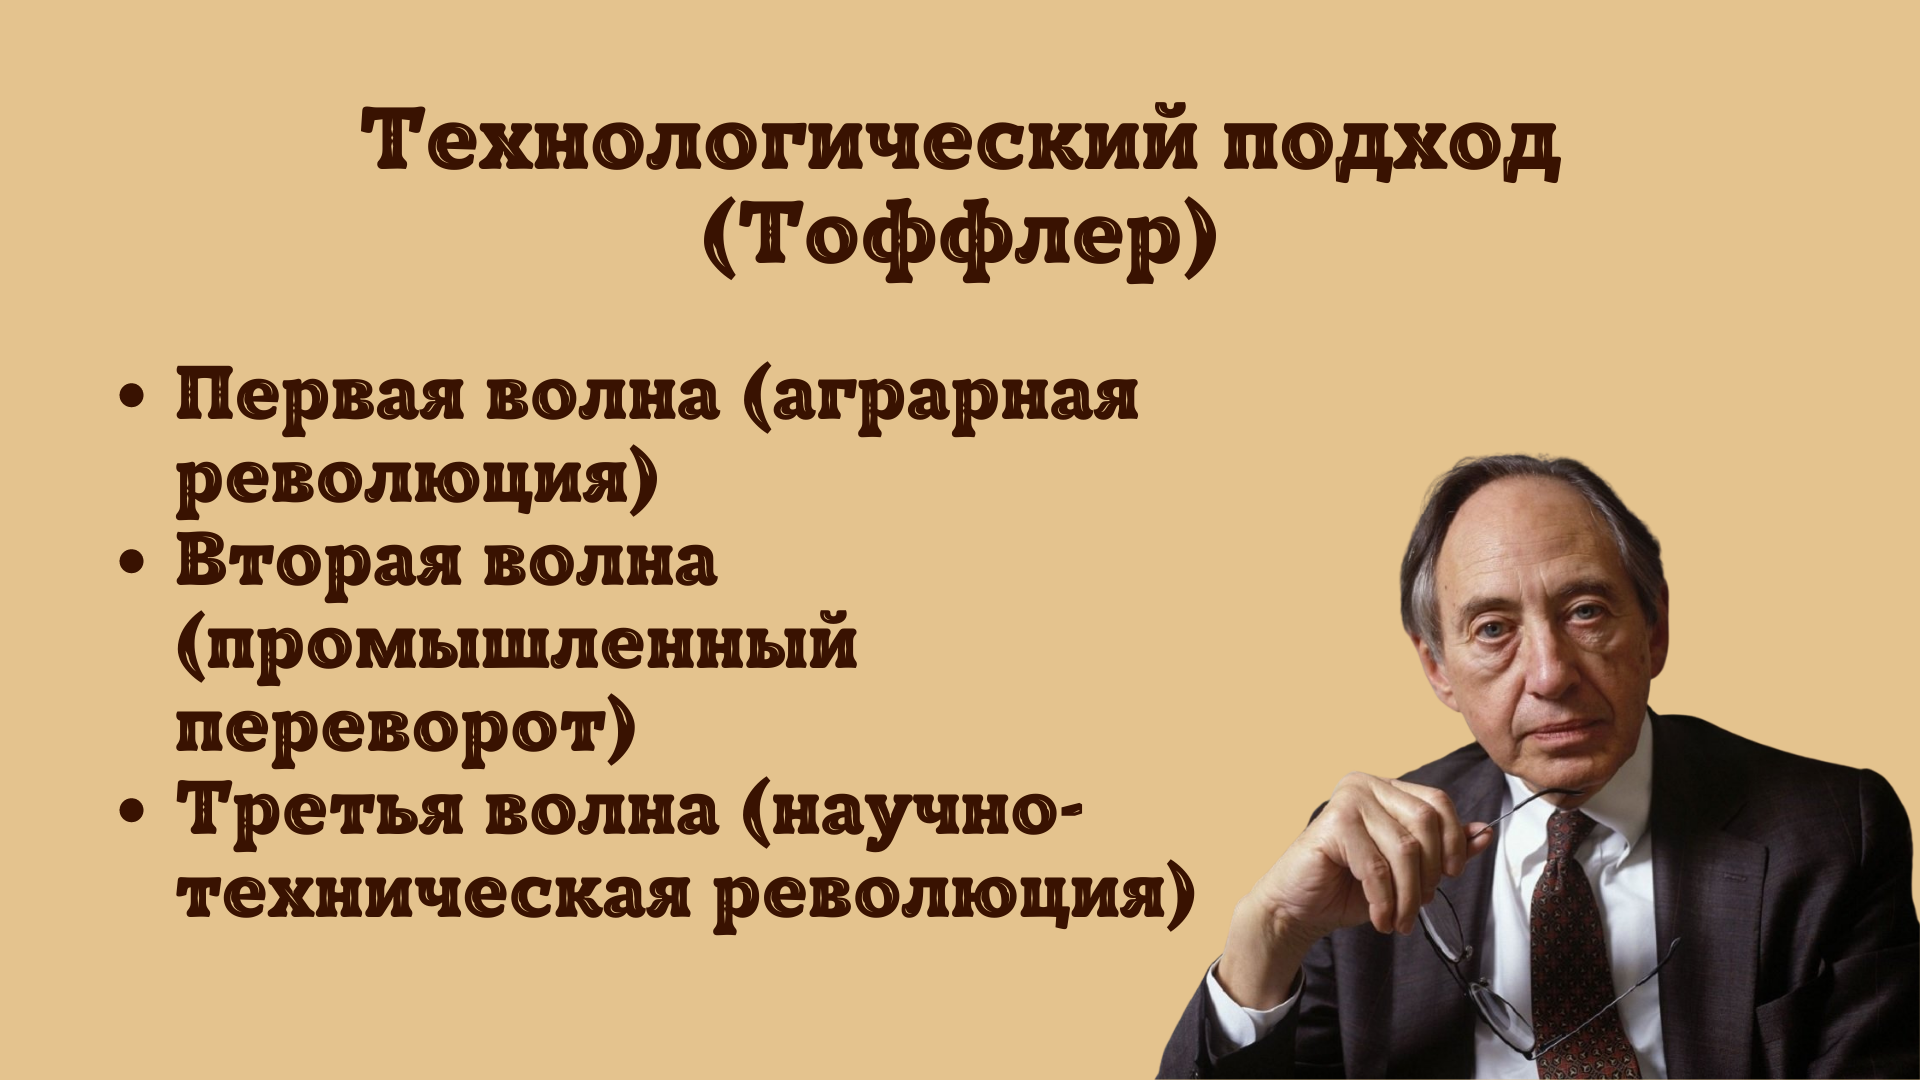 Технологический подход
(Тоффлер)
• Первая волна (аграрная
революция)
• Вторая волна
(промышленный
переворот)
• Третья волна (научно-
техническая революция)